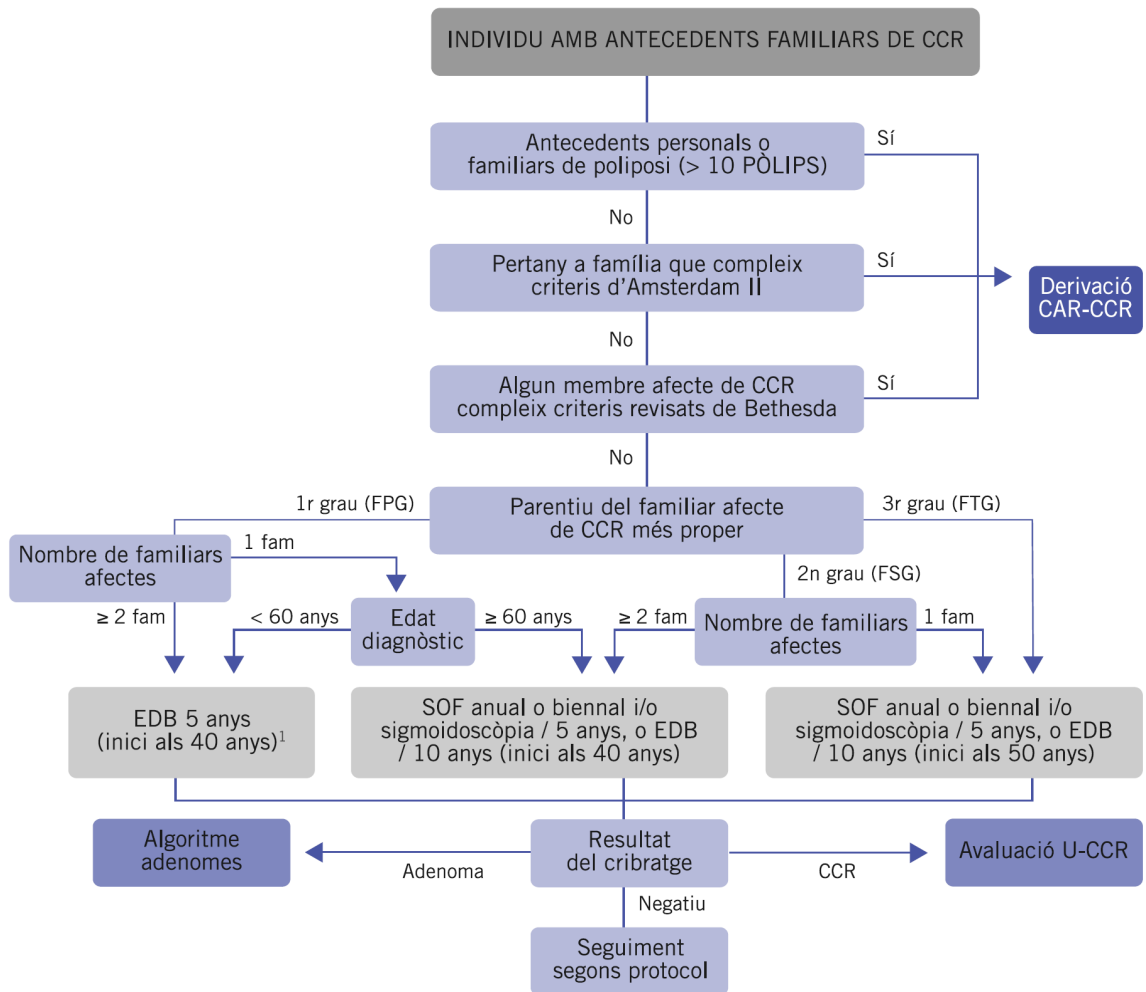 INDIVIDU AMB ANTECEDENTS FAMILIARS DE CCR
Antecedents personals o
familiars de poliposi (> 10 PÒLIPS)
Sí
No
Pertany a família que compleix
criteris d'Amsterdam II
Sí
Derivació
CAR-CCR
No
Algun membre afecte de CCR
compleix criteris revisats de Bethesda
Sí
No
1r grau (FPG)
Parentiu del familiar afecte
de CCR més proper
3r grau (FTG)
Nombre de familiars
afectes
1 fam
2n grau (FSG)
≥ 2 fam
< 60 anys
Edat
diagnòstic
≥ 60 anys
≥ 2 fam
Nombre de familiars
afectes
1 fam
EDB 5 anys
(inici als 40 anys)¹
SOF anual o biennal i/o
sigmoidoscòpia / 5 anys, o EDB
/ 10 anys (inici als 40 anys)
SOF anual o biennal i/o
sigmoidoscòpia / 5 anys, o EDB
/ 10 anys (inici als 50 anys)
Algoritme
adenomes
Adenoma
Resultat
del cribratge
CCR
Avaluació U-CCR
Negatiu
Seguiment
segons protocol